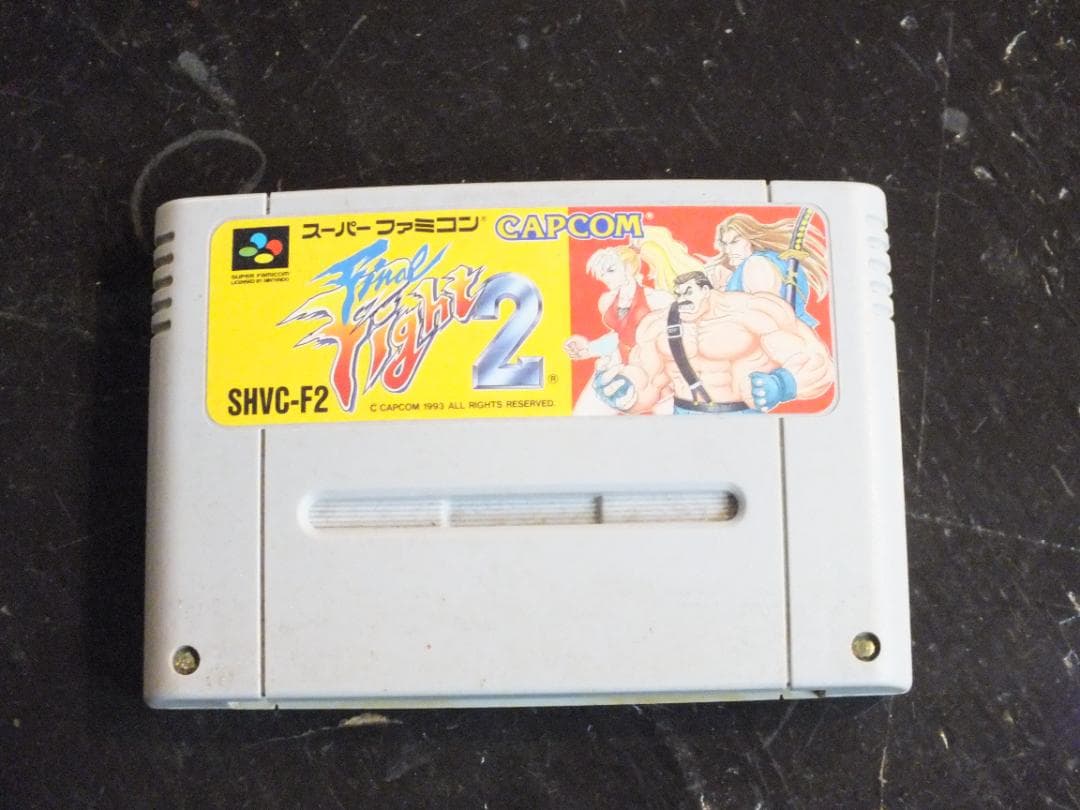 スーパーファミコン® CAPCOM®
SUPER FAMICOM
LICENSED BY NINTENDO
Final
Fight 2®
SHVC-F2
C CAPCOM 1993 ALL RIGHTS RESERVED.